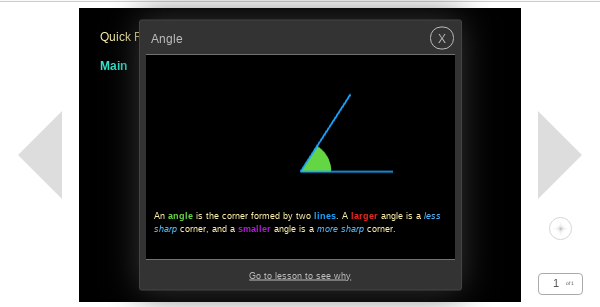 Quick
Main
Angle
X
An angle is the corner formed by two lines. A larger angle is a less
sharp corner, and a smaller angle is a more sharp corner.
Go to lesson to see why
1 of 1